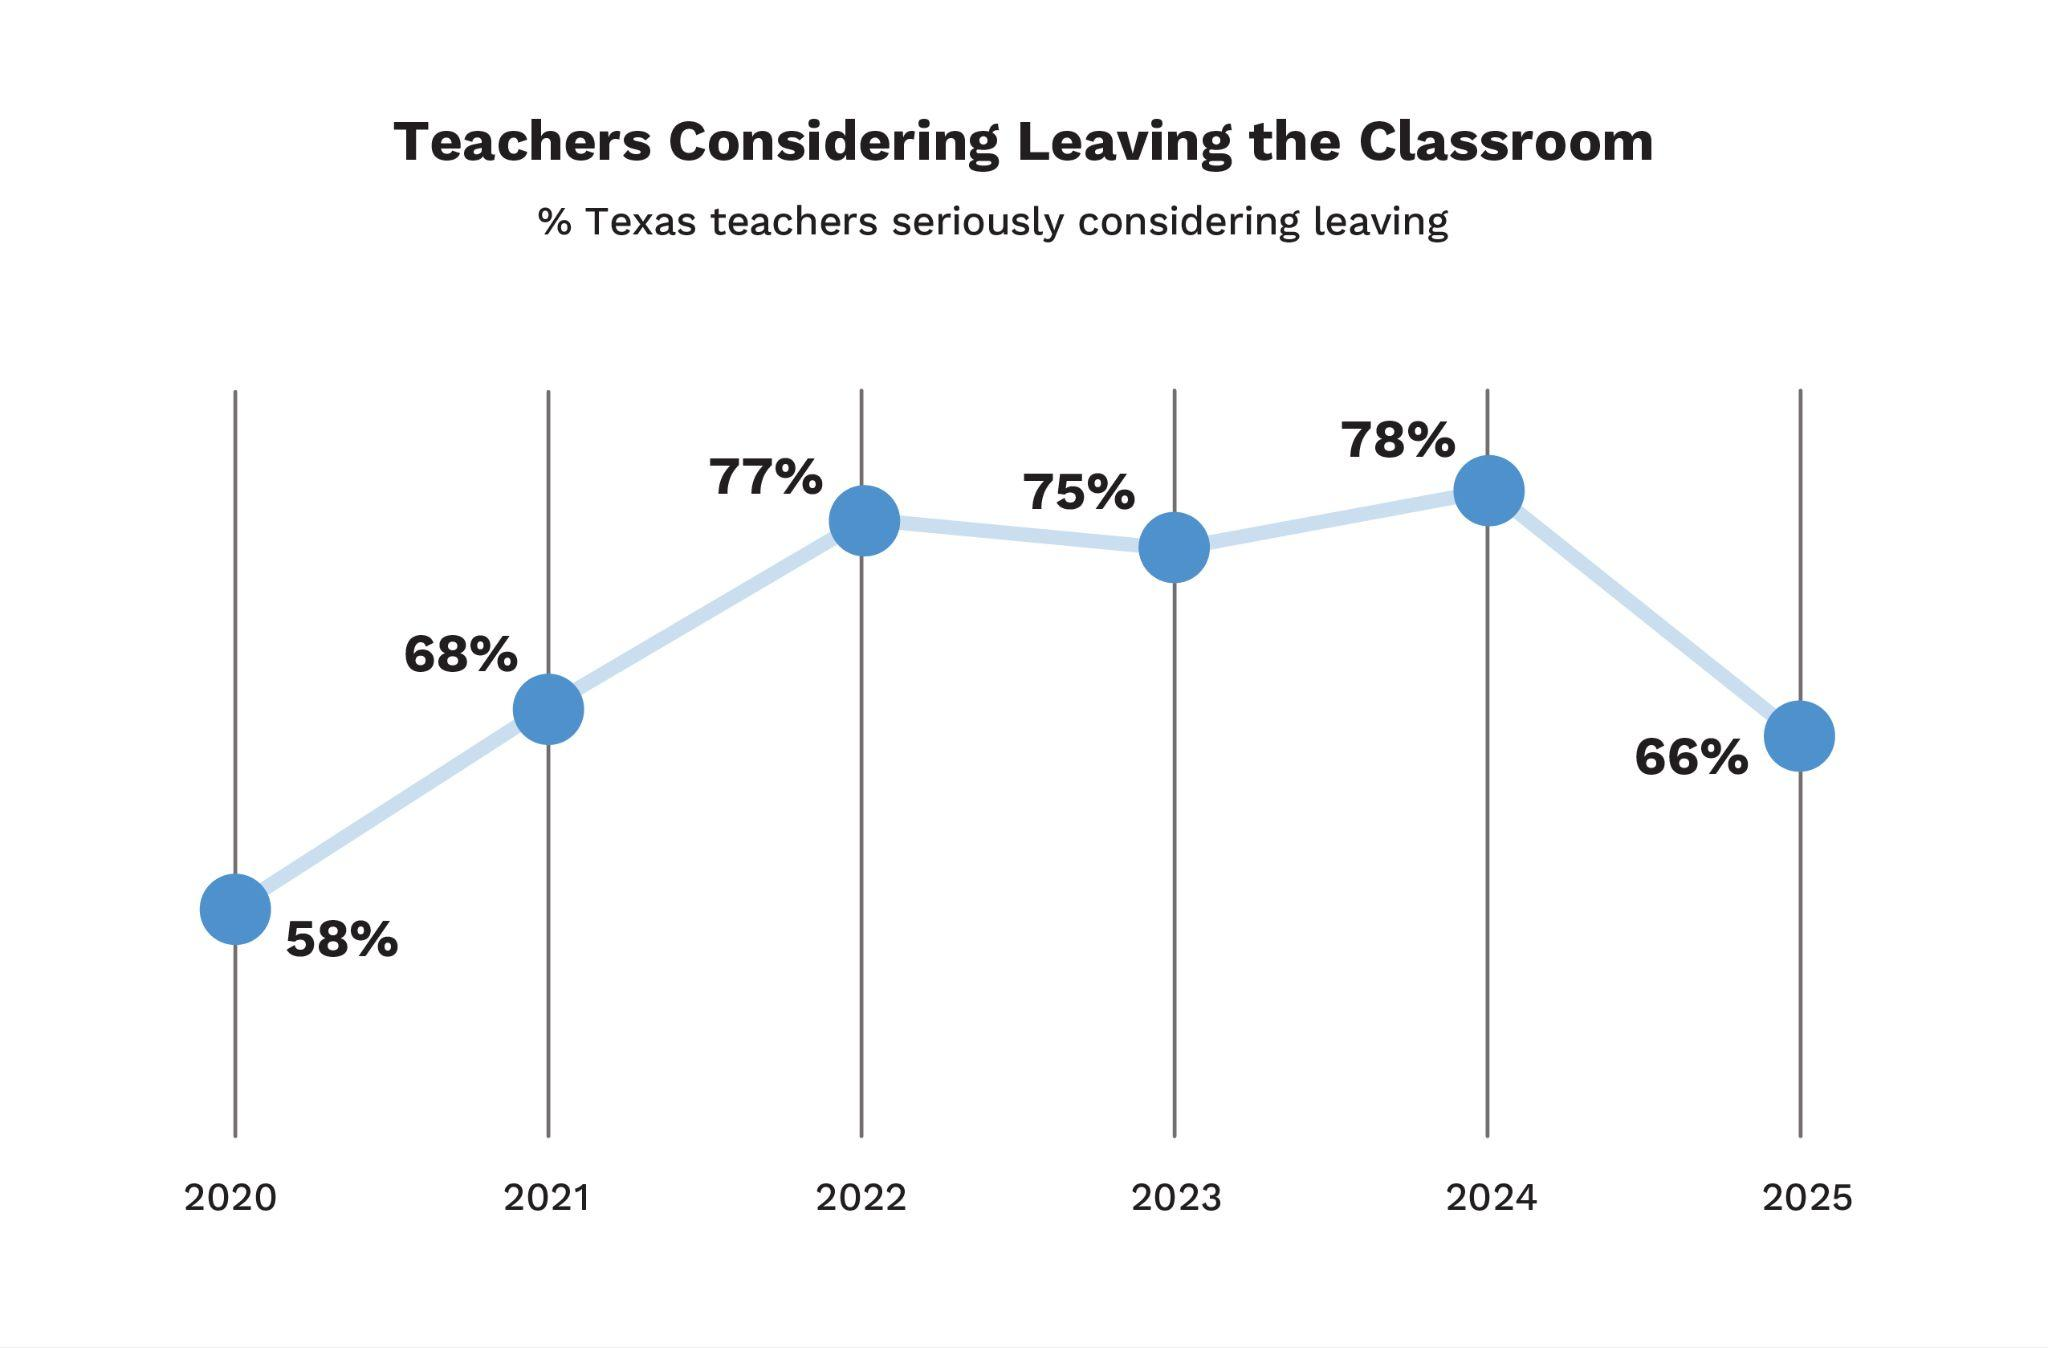 Teachers Considering Leaving the Classroom
% Texas teachers seriously considering leaving
78%
77%
75%
68%
66%
58%
2020 2021 2022 2023 2024 2025